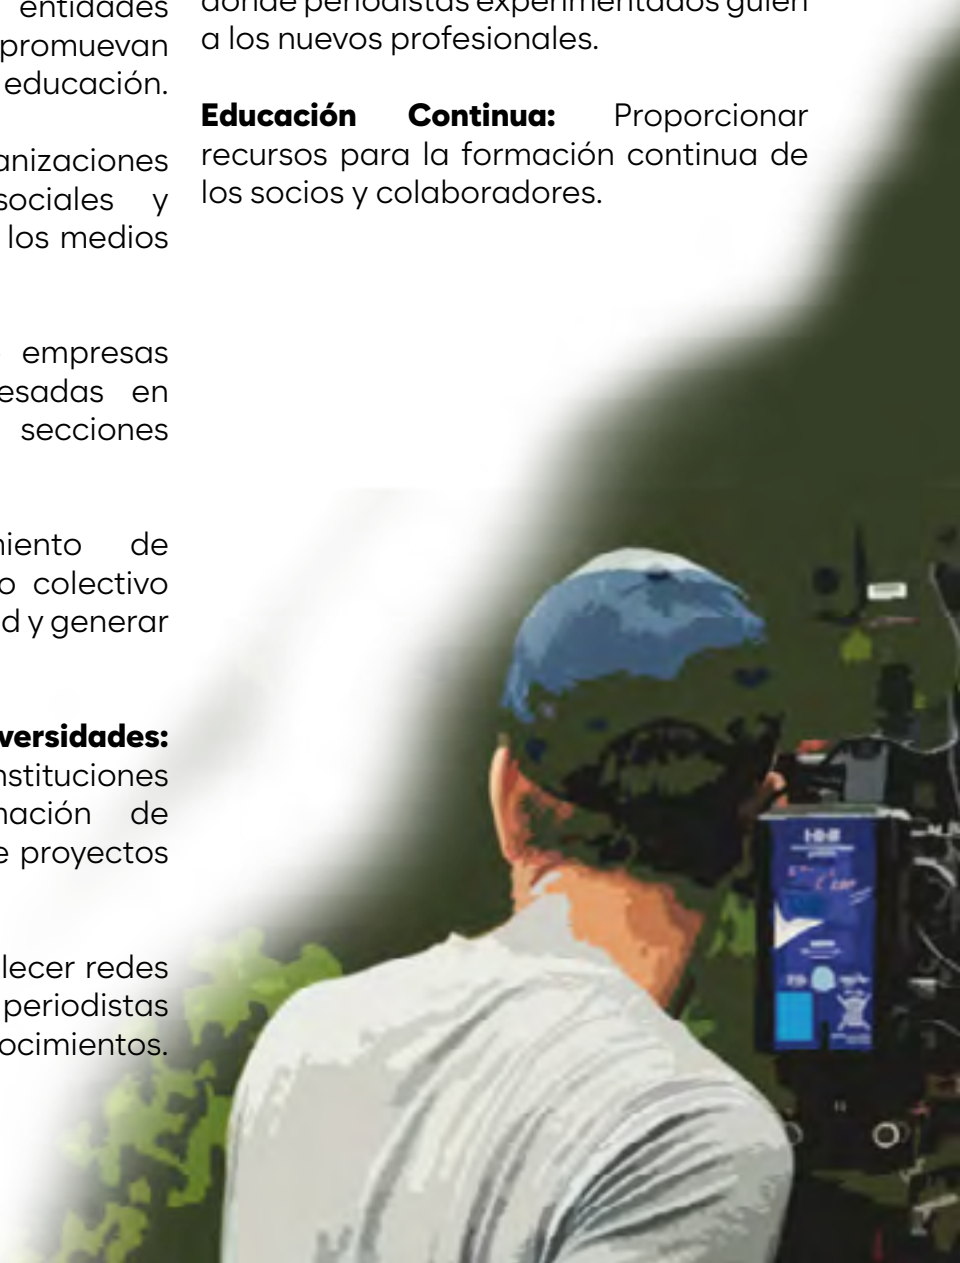 entidades
promuevan
educación.
anizaciones
sociales y
los medios
empresas
esadas en
secciones
miento de
o colectivo
d y generar
versidades:
nstituciones
mación de
e proyectos
lecer redes
periodistas
ocimientos.
donde periodistas experimentados guíen
a los nuevos profesionales.
Educación Continua: Proporcionar
recursos para la formación continua de
los socios y colaboradores.